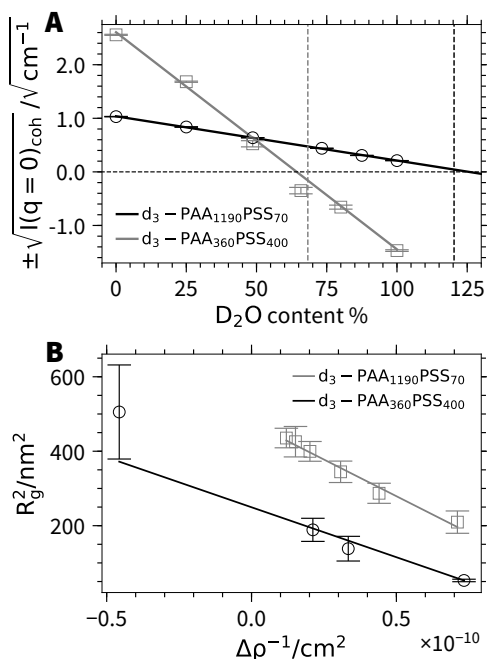 A
± √I(q = 0)coh /√cm⁻¹
2.0
1.0
0.0
-1.0
d₃ − PAA₁₁₉₀PSS₇₀
d₃ − PAA₃₆₀PSS₄₀₀
0 25 50 75 100 125
D₂O content %
B
R_g²/nm²
600
400
200
d₃ − PAA₁₁₉₀PSS₇₀
d₃ − PAA₃₆₀PSS₄₀₀
−0.5 0.0 0.5
×10⁻¹⁰
Δρ⁻¹/cm²